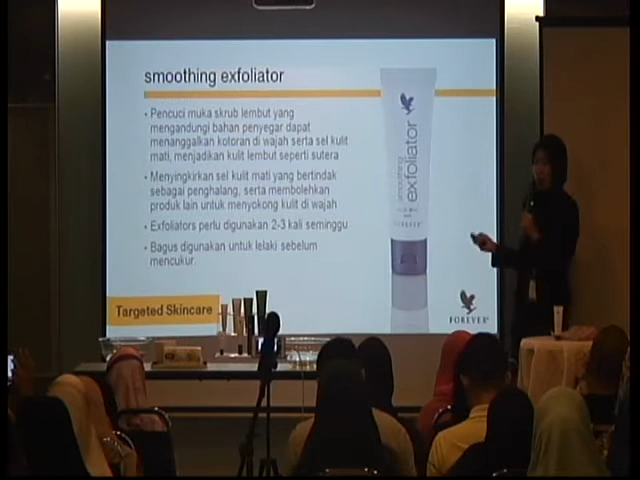 smoothing exfoliator
• Pencuci muka skrub lembut yang
mengandungi bahan penyegar dapat
menanggalkan kotoran di wajah serta sel kulit
mati, menjadikan kulit lembut seperti sutera
• Menyingkirkan sel kulit mati yang bertindak
sebagai penghalang, serta membolehkan
produk lain untuk menyokong kulit di wajah
• Exfoliators perlu digunakan 2-3 kali seminggu
• Bagus digunakan untuk lelaki sebelum
mencukur.
Targeted Skincare
smoothing
exfoliator
FOREVER
FOREVER